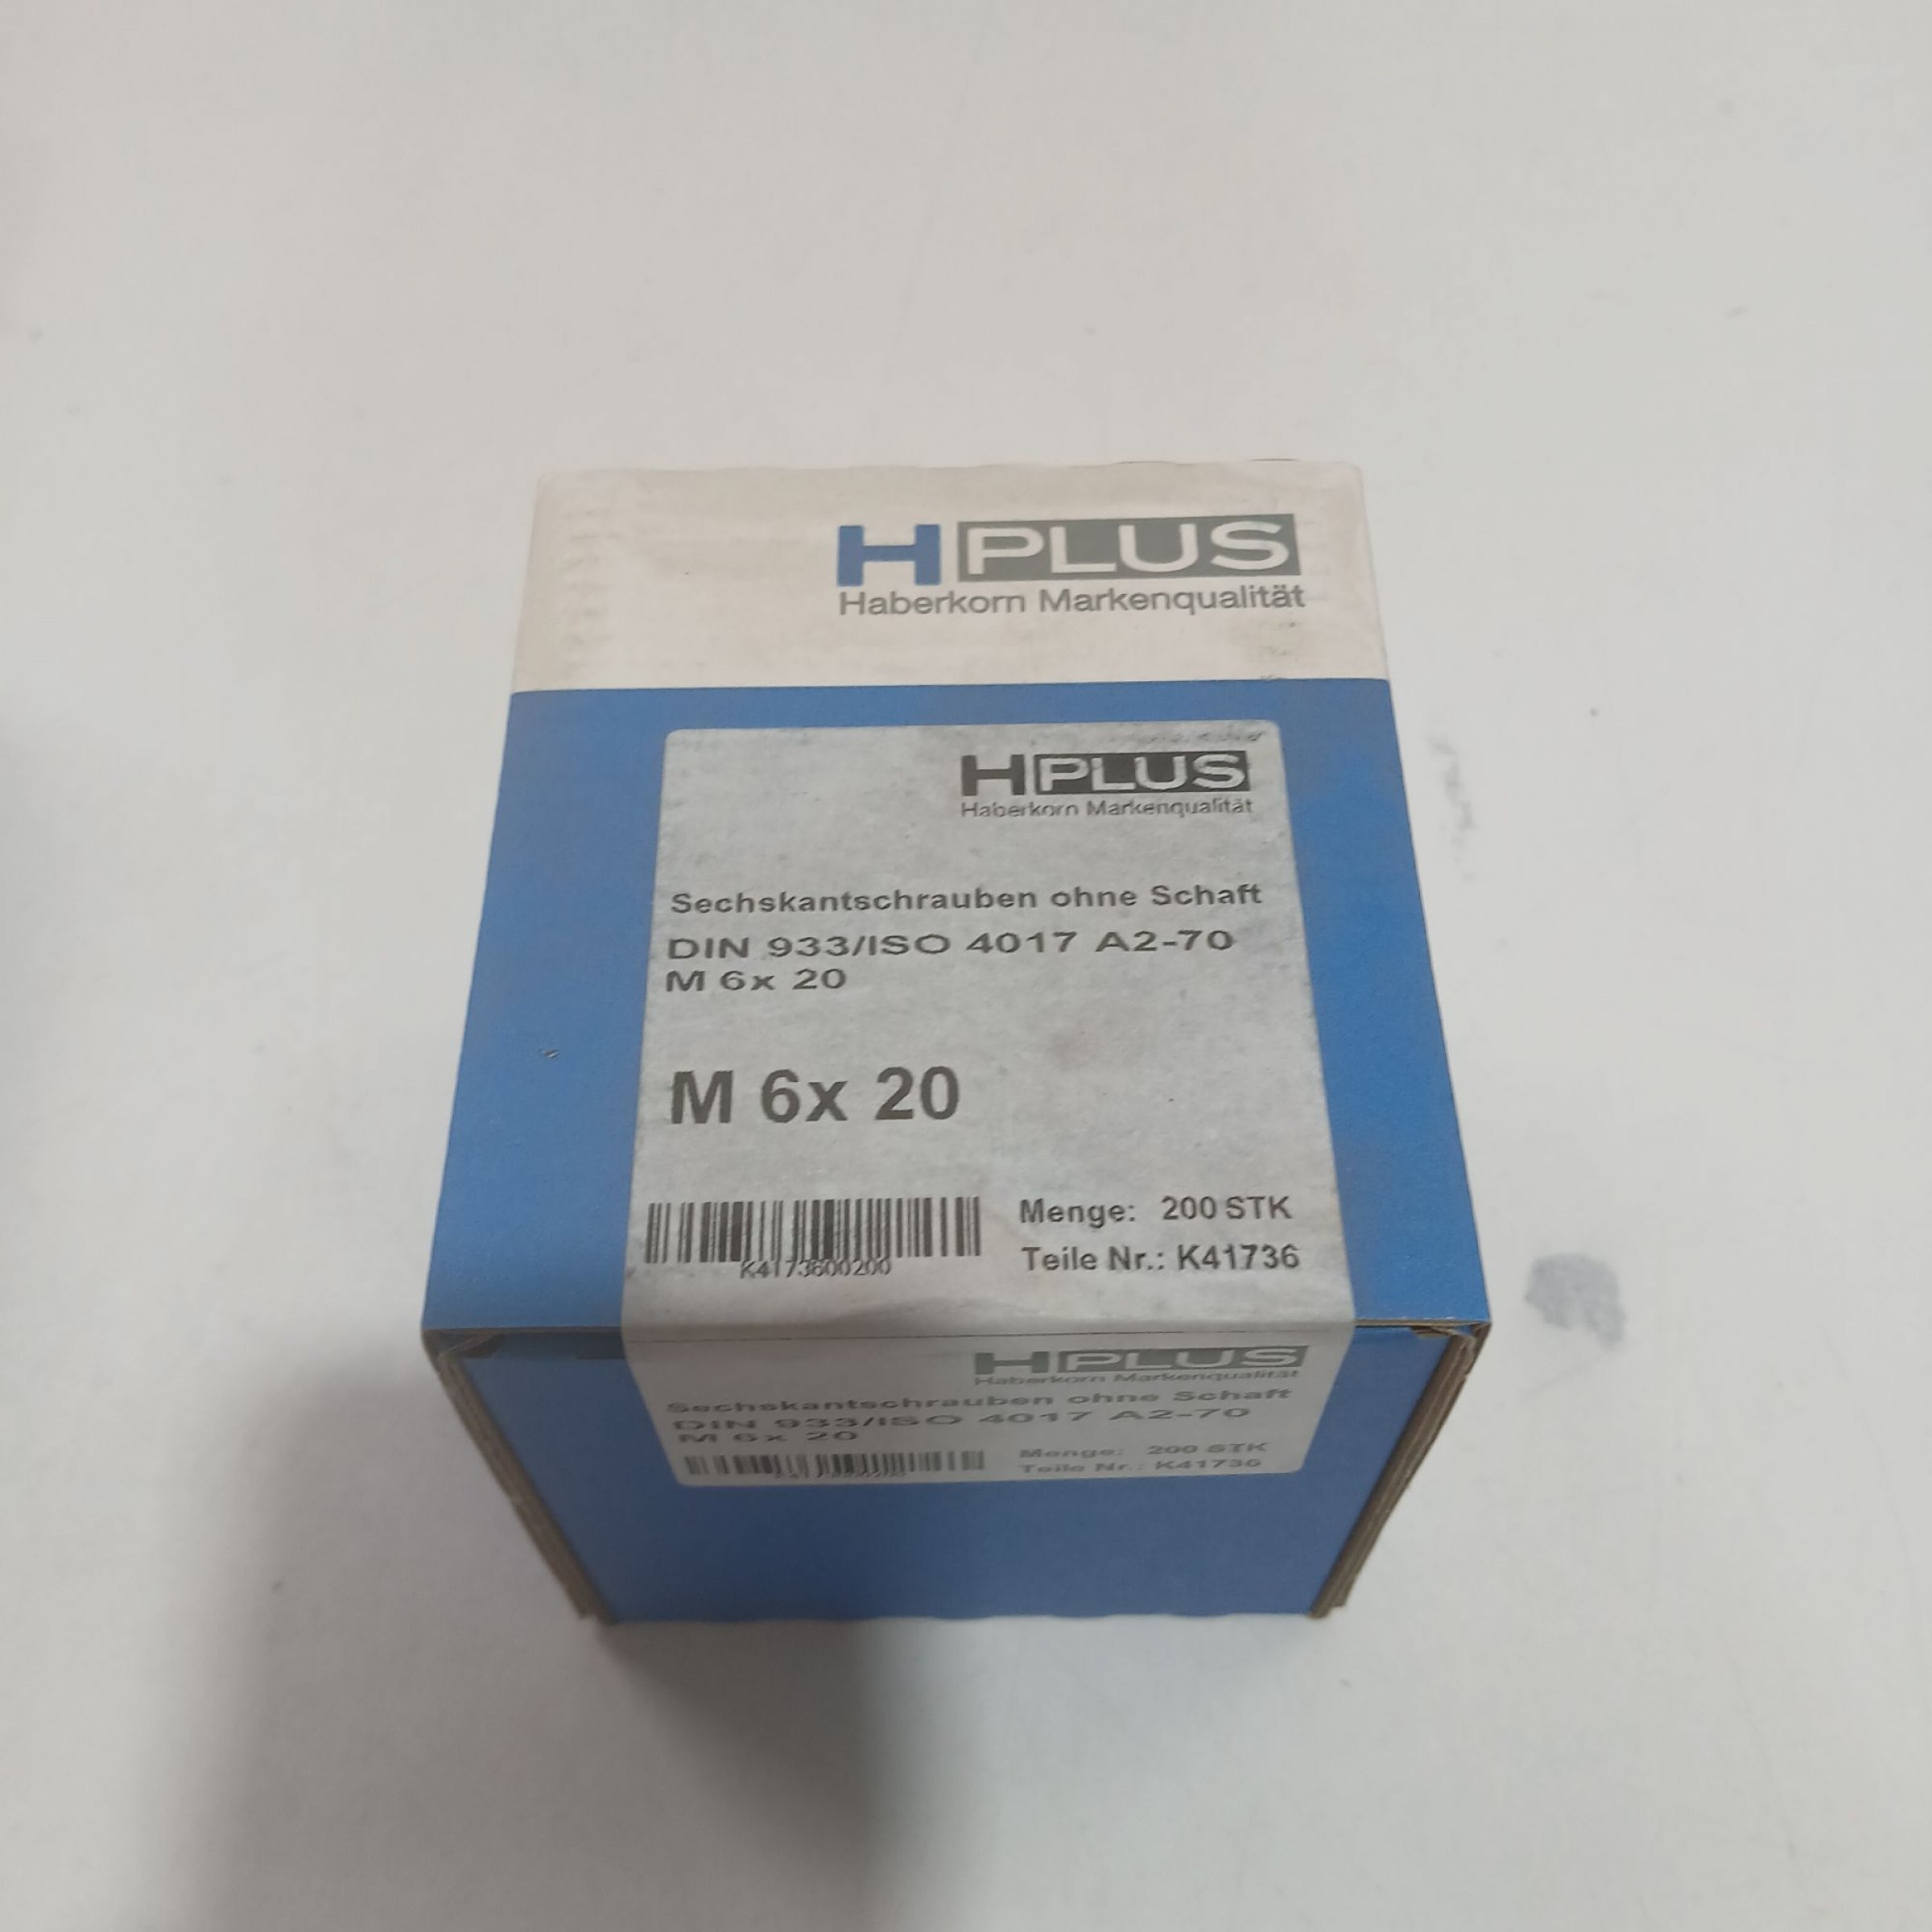 HPLUS
Haberkorn Markenqualität
HPLUS
Haberkorn Markenqualität
Sechskantschrauben ohne Schaft
DIN 933/ISO 4017 A2-70
M 6x 20
M 6x 20
Menge: 200 STK
K4173600200
Teile Nr.: K41736
HPLUS
Haberkorn Markenqualität
Sechskantschrauben ohne Schaft
DIN 933/ISO 4017 A2-70
M 6x 20
Menge: 200 STK
Teile Nr.: K41736